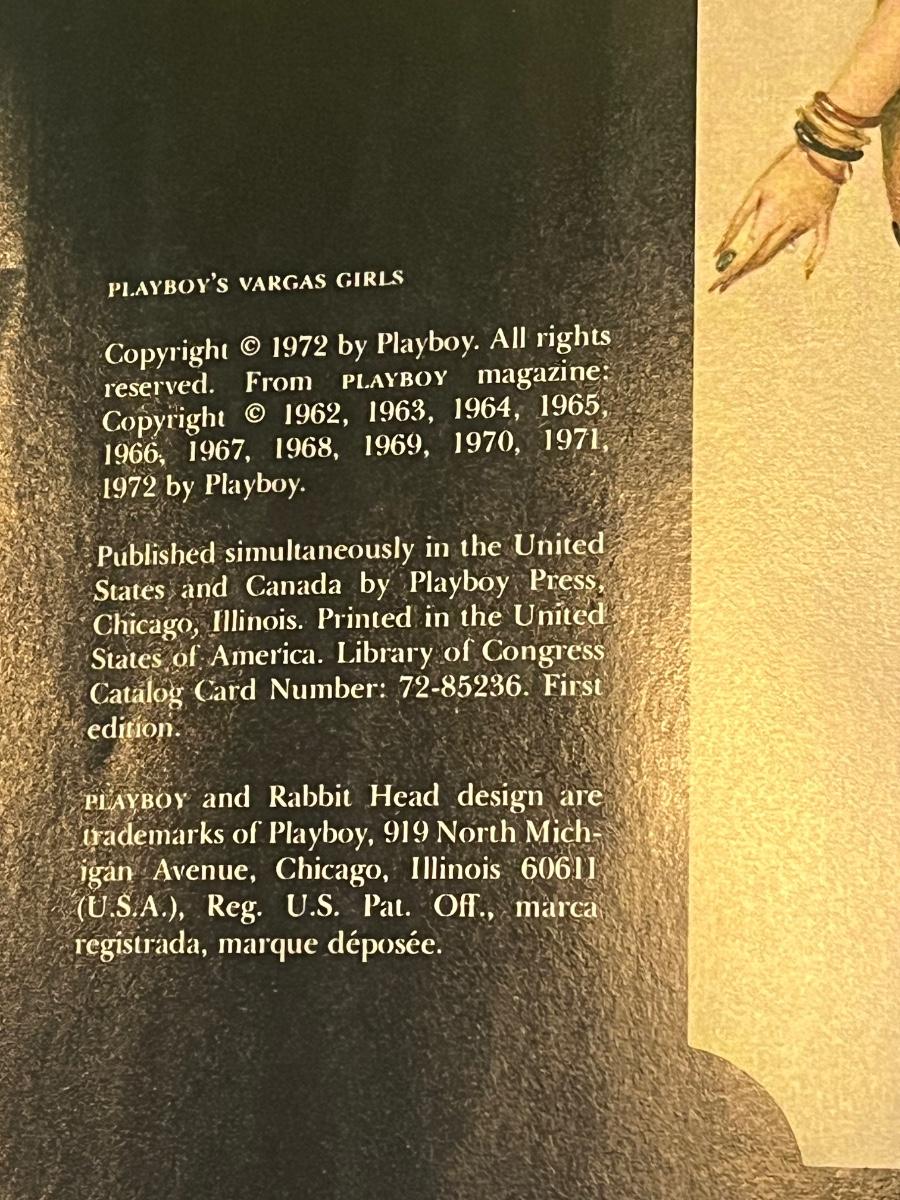 PLAYBOY'S VARGAS GIRLS
Copyright © 1972 by Playboy. All rights
reserved. From PLAYBOY magazine:
Copyright © 1962, 1963, 1964, 1965,
1966, 1967, 1968, 1969, 1970, 1971,
1972 by Playboy.
Published simultaneously in the United
States and Canada by Playboy Press,
Chicago, Illinois. Printed in the United
States of America. Library of Congress
Catalog Card Number: 72-85236. First
edition.
PLAYBOY and Rabbit Head design are
trademarks of Playboy, 919 North Mich-
igan Avenue, Chicago, Illinois 60611
(U.S.A.), Reg. U.S. Pat. Off., marca
registrada, marque déposée.